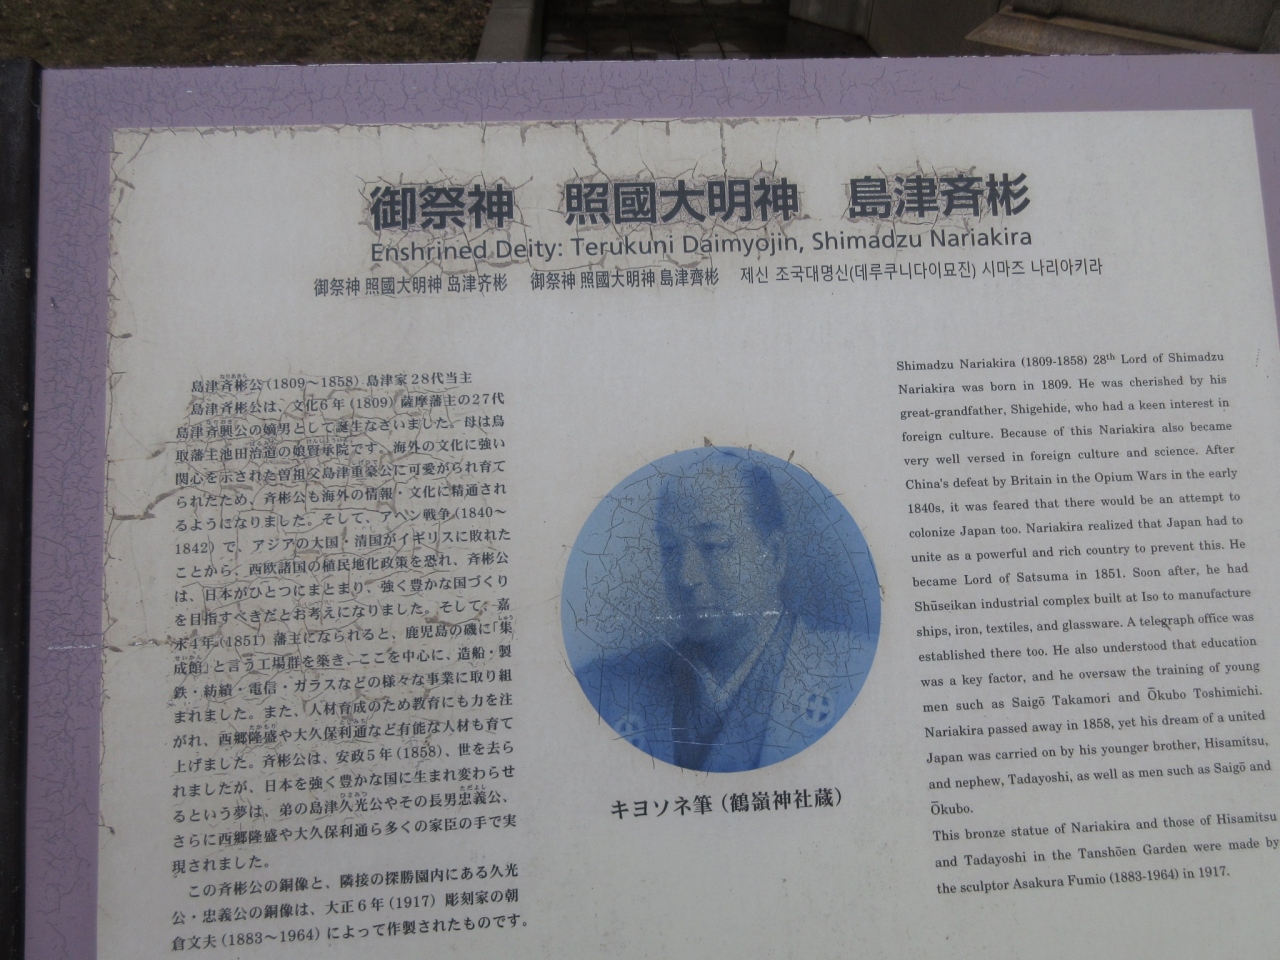 御祭神　照國大明神　島津斉彬
Enshrined Deity: Terukuni Daimyojin, Shimadzu Nariakira
御祭神 照國大明神 岛津齐彬　御祭神 照國大明神 島津齊彬　제신 조국대명신(데루쿠니다이묘진) 시마즈 나리아키라
島津斉彬公(1809～1858) 島津家28代当主
島津斉彬公は、文化6年(1809) 薩摩藩主の27代
島津斉興公の嫡男として誕生なさいました。母は鳥
取藩主池田治道の娘賢承院です。海外の文化に強い
関心を示された曽祖父島津重豪公に可愛がられ育て
られたため、斉彬公も海外の情報・文化に精通され
るようになりました。そして、アヘン戦争(1840～
1842) で、アジアの大国・清国がイギリスに敗れた
ことから、西欧諸国の植民地化政策を恐れ、斉彬公
は、日本がひとつにまとまり、強く豊かな国づくり
を目指すべきだとお考えになりました。そして、嘉
永4年(1851) 藩主になられると、鹿児島の磯に「集
成館」と言う工場群を築き、ここを中心に、造船・製
鉄・紡績・電信・ガラスなどの様々な事業に取り組
まれました。また、人材育成のため教育にも力を注
がれ、西郷隆盛や大久保利通など有能な人材も育て
上げました。斉彬公は、安政5年(1858)、世を去ら
れましたが、日本を強く豊かな国に生まれ変わらせ
るという夢は、弟の島津久光公やその長男忠義公、
さらに西郷隆盛や大久保利通ら多くの家臣の手で実
現されました。
この斉彬公の銅像と、隣接の探勝園内にある久光
公・忠義公の銅像は、大正6年(1917) 彫刻家の朝
倉文夫(1883～1964) によって作製されたものです。
キヨソネ筆（鶴嶺神社蔵）
Shimadzu Nariakira (1809-1858) 28th Lord of Shimadzu
Nariakira was born in 1809. He was cherished by his
great-grandfather, Shigehide, who had a keen interest in
foreign culture. Because of this Nariakira also became
very well versed in foreign culture and science. After
China's defeat by Britain in the Opium Wars in the early
1840s, it was feared that there would be an attempt to
colonize Japan too. Nariakira realized that Japan had to
unite as a powerful and rich country to prevent this. He
became Lord of Satsuma in 1851. Soon after, he had
Shūseikan industrial complex built at Iso to manufacture
ships, iron, textiles, and glassware. A telegraph office was
established there too. He also understood that education
was a key factor, and he oversaw the training of young
men such as Saigō Takamori and Ōkubo Toshimichi.
Nariakira passed away in 1858, yet his dream of a united
Japan was carried on by his younger brother, Hisamitsu,
and nephew, Tadayoshi, as well as men such as Saigō and
Ōkubo.
This bronze statue of Nariakira and those of Hisamitsu
and Tadayoshi in the Tanshōen Garden were made by
the sculptor Asakura Fumio (1883-1964) in 1917.